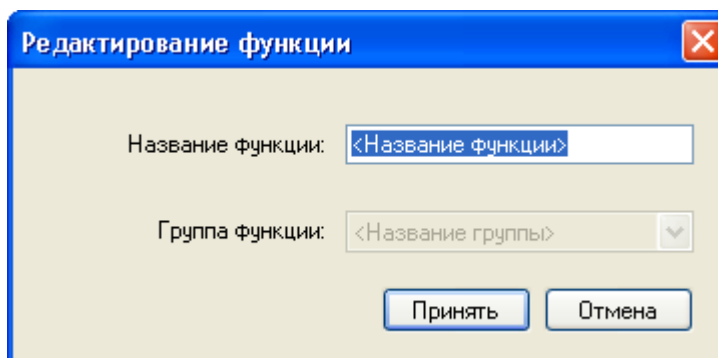 Редактирование функции
Название функции: <Название функции>
Группа функции: <Название группы>
Принять Отмена